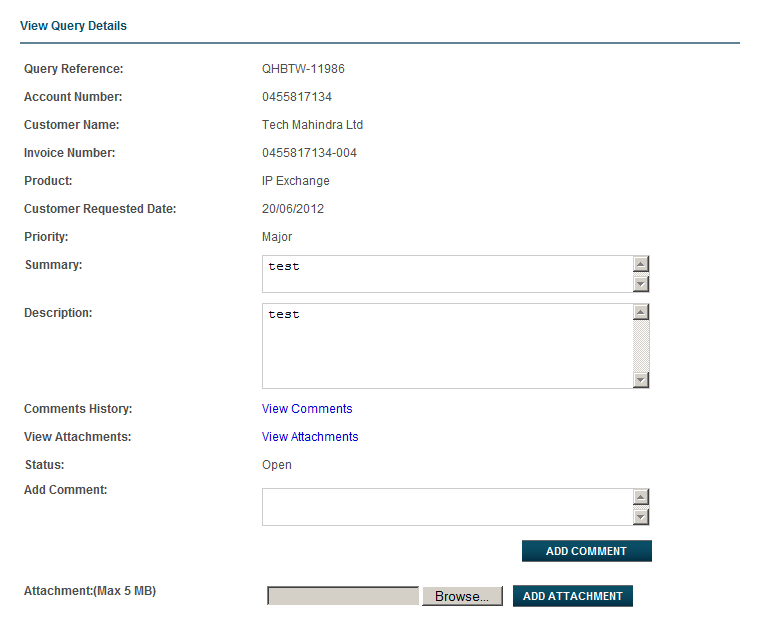 View Query Details
Query Reference: QHBTW-11986
Account Number: 0455817134
Customer Name: Tech Mahindra Ltd
Invoice Number: 0455817134-004
Product: IP Exchange
Customer Requested Date: 20/06/2012
Priority: Major
Summary: test
Description: test
Comments History: View Comments
View Attachments: View Attachments
Status: Open
Add Comment:
ADD COMMENT
Attachment:(Max 5 MB) Browse... ADD ATTACHMENT